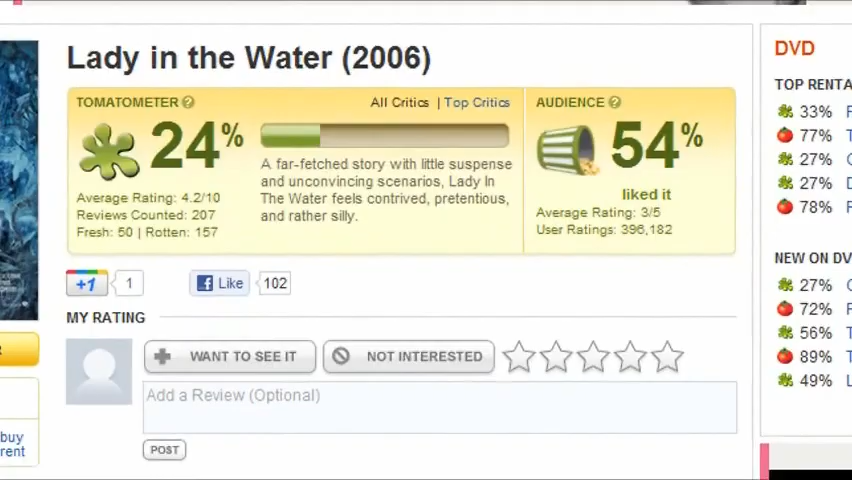 Lady in the Water (2006)
TOMATOMETER ?
All Critics | Top Critics
24%
A far-fetched story with little suspense
and unconvincing scenarios, Lady In
The Water feels contrived, pretentious,
and rather silly.
Average Rating: 4.2/10
Reviews Counted: 207
Fresh: 50 | Rotten: 157
AUDIENCE ?
54%
liked it
Average Rating: 3/5
User Ratings: 396,182
+1 1
f Like 102
MY RATING
WANT TO SEE IT
NOT INTERESTED
Add a Review (Optional)
POST
buy
rent
DVD
TOP RENTA
33% F
77% T
27%
27%
78% F
NEW ON DV
27%
72% F
56% T
89% T
49% L